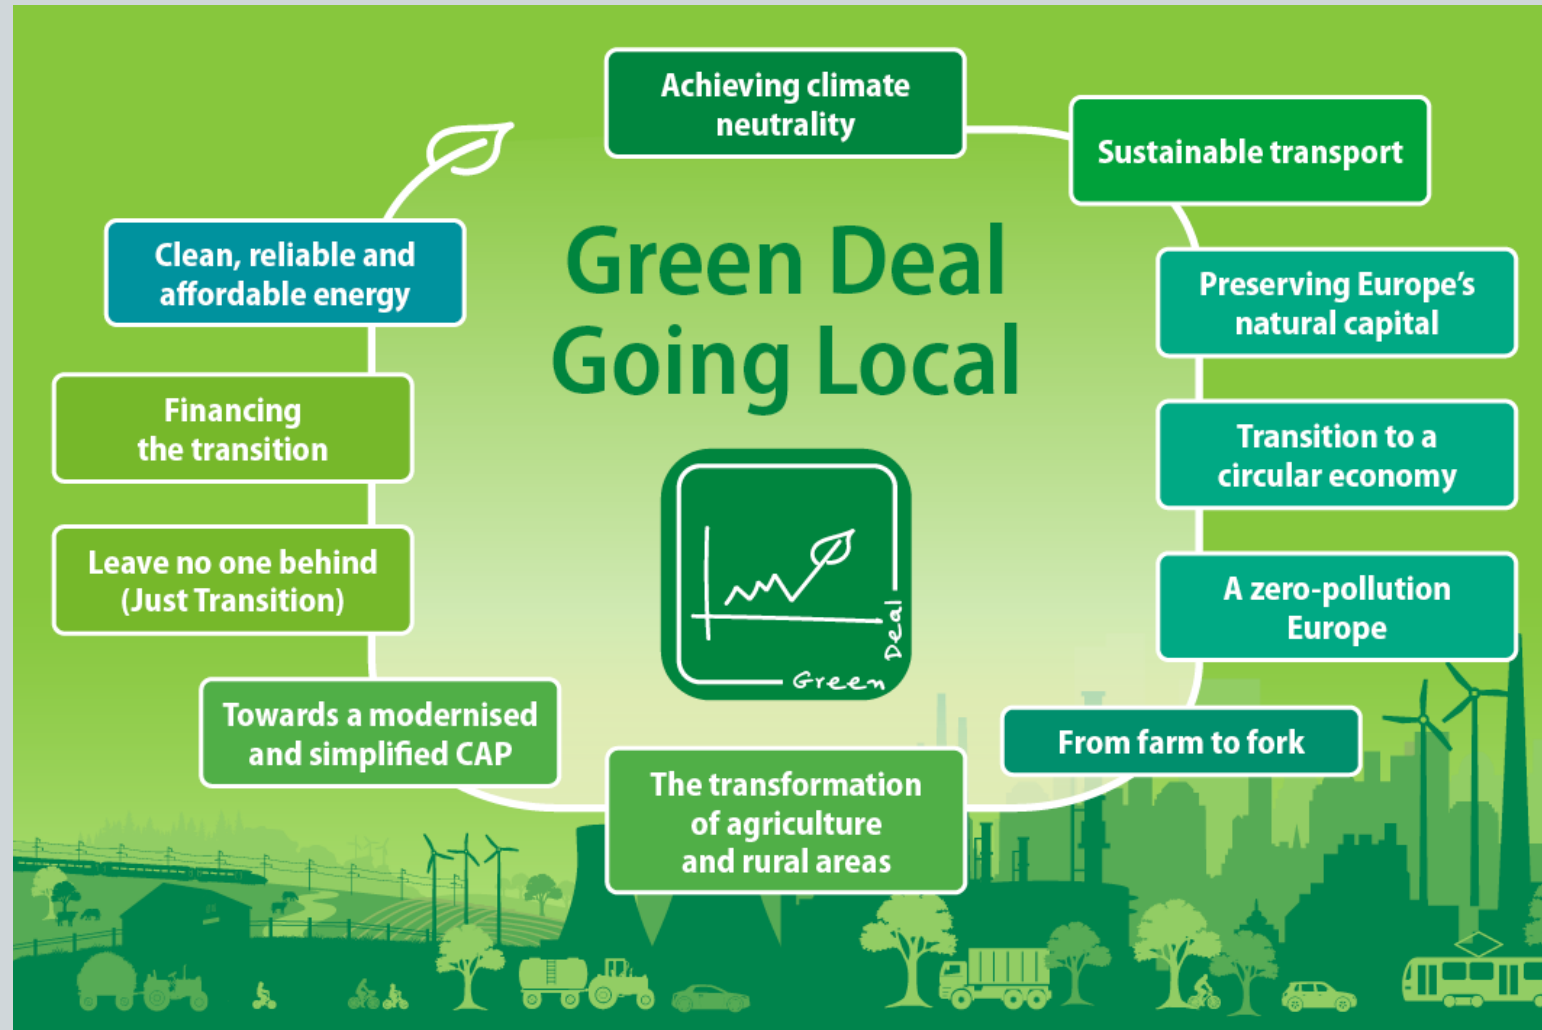 Achieving climate
neutrality
Sustainable transport
Clean, reliable and
affordable energy
Green Deal
Going Local
Preserving Europe's
natural capital
Financing
the transition
Transition to a
circular economy
Leave no one behind
(Just Transition)
A zero-pollution
Europe
Deal
Green
Towards a modernised
and simplified CAP
From farm to fork
The transformation
of agriculture
and rural areas